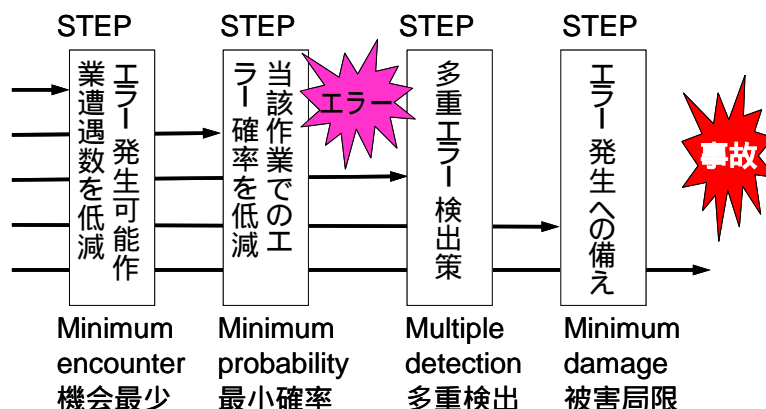 STEP
STEP
STEP
STEP
エラー発生可能作
業遭遇数を低減
当該作業でのエ
ラー確率を低減
エラー
多重エラー検出策
エラー発生への備え
事故
Minimum
encounter
機会最少
Minimum
probability
最小確率
Multiple
detection
多重検出
Minimum
damage
被害局限